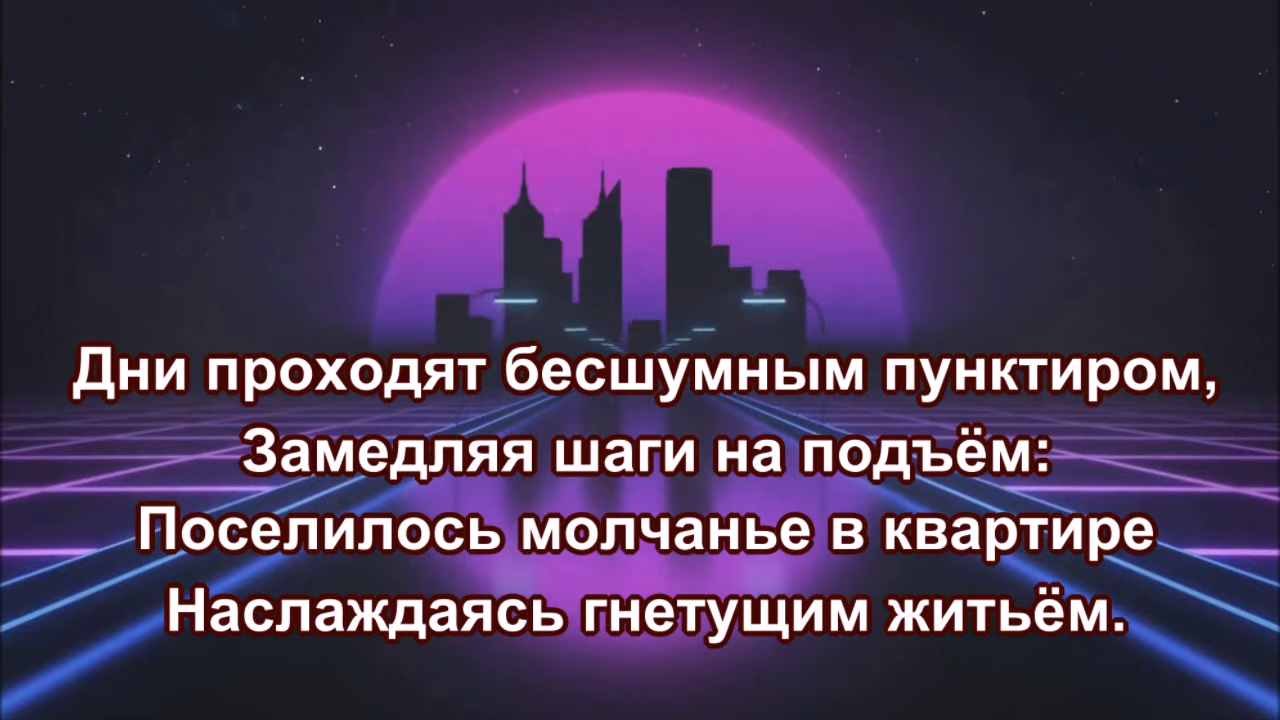 Дни проходят бесшумным пунктиром,
Замедляя шаги на подъём:
Поселилось молчанье в квартире
Наслаждаясь гнетущим житьём.